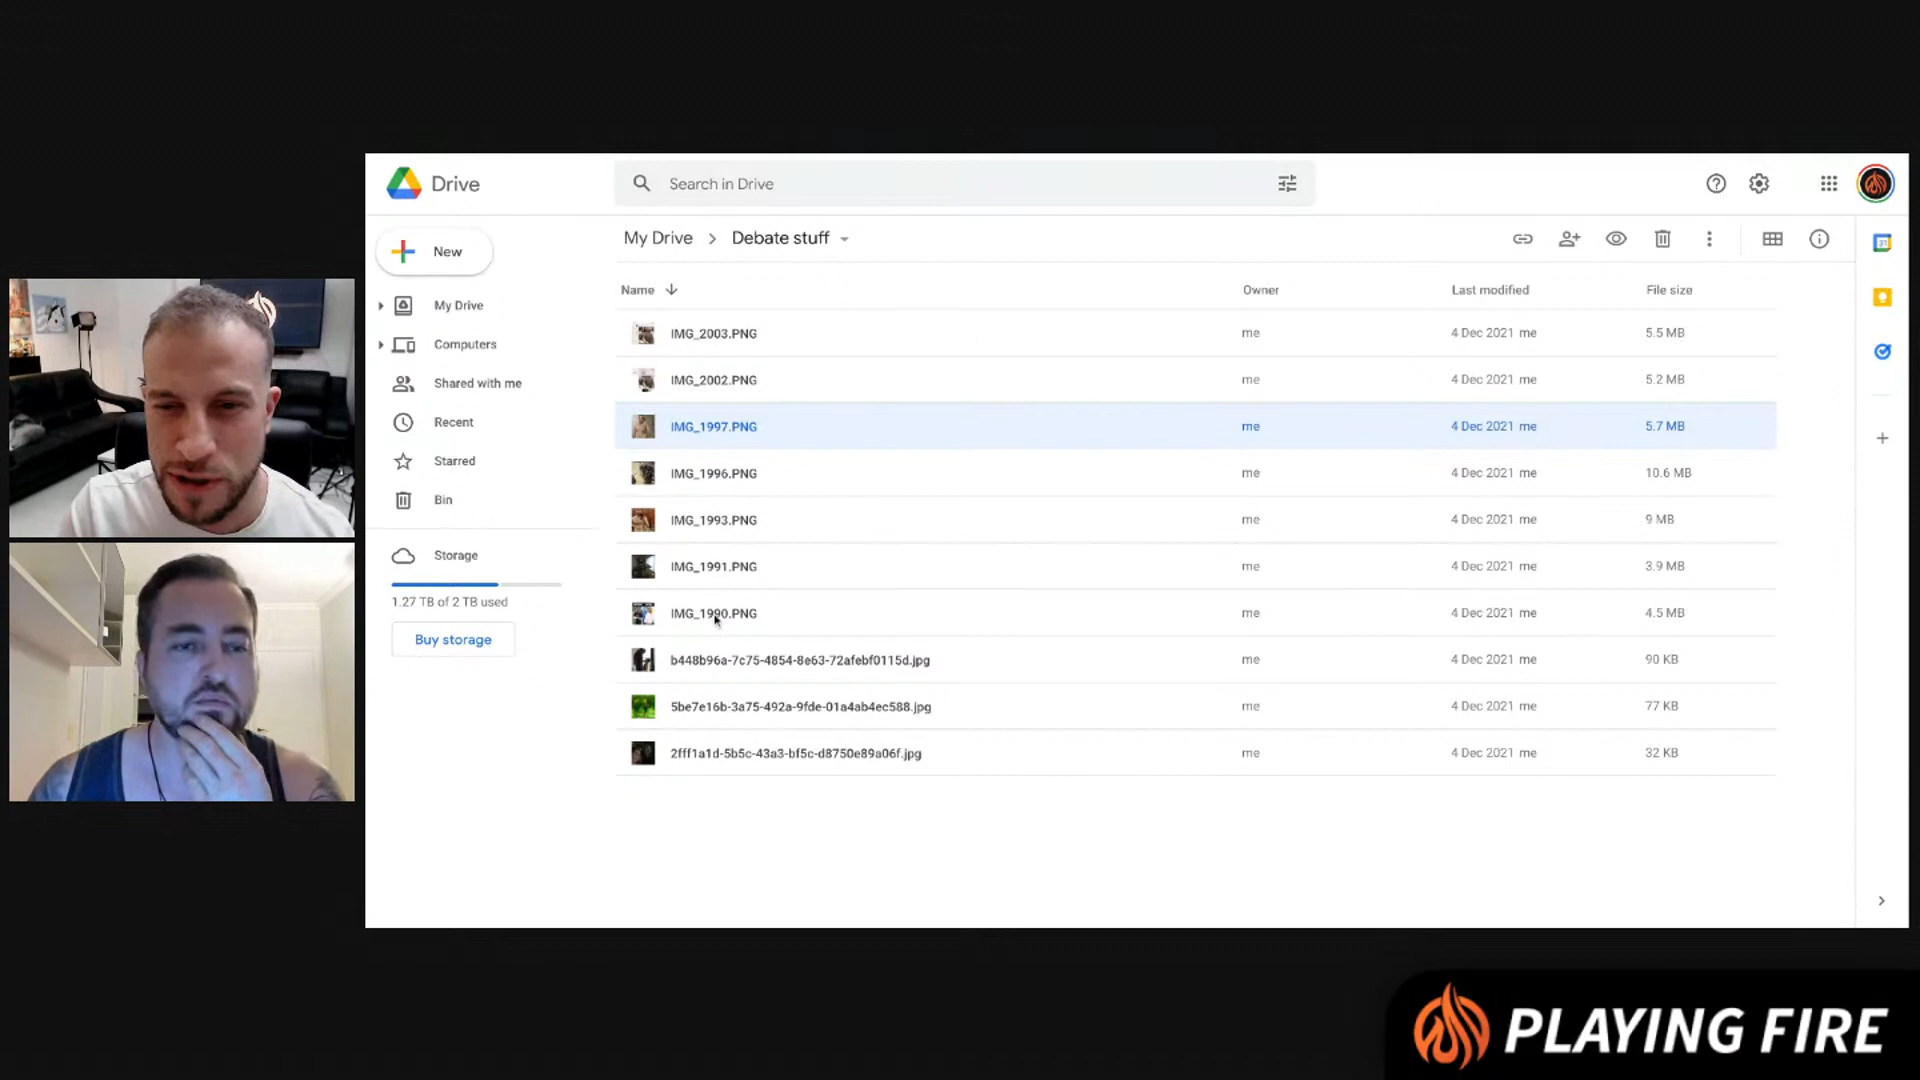 Drive
Search in Drive
New
My Drive
Computers
Shared with me
Recent
Starred
Bin
Storage
1.27 TB of 2 TB used
Buy storage
My Drive > Debate stuff
Name Owner Last modified File size
IMG_2003.PNG me 4 Dec 2021 me 5.5 MB
IMG_2002.PNG me 4 Dec 2021 me 5.2 MB
IMG_1997.PNG me 4 Dec 2021 me 5.7 MB
IMG_1996.PNG me 4 Dec 2021 me 10.6 MB
IMG_1993.PNG me 4 Dec 2021 me 9 MB
IMG_1991.PNG me 4 Dec 2021 me 3.9 MB
IMG_1990.PNG me 4 Dec 2021 me 4.5 MB
b448b96a-7c75-4854-8e63-72afebf0115d.jpg me 4 Dec 2021 me 90 KB
5be7e16b-3a75-492a-9fde-01a4ab4ec588.jpg me 4 Dec 2021 me 77 KB
2fff1a1d-5b5c-43a3-bf5c-d8750e89a06f.jpg me 4 Dec 2021 me 32 KB
31
PLAYING FIRE